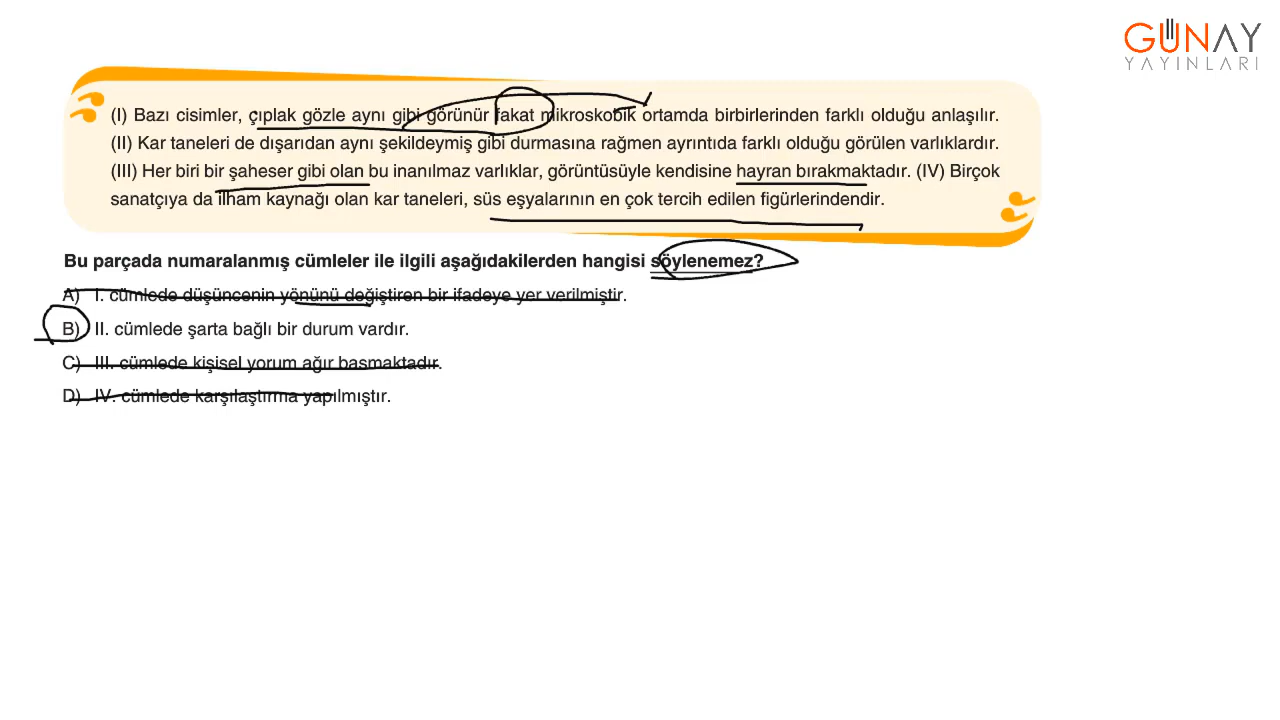 GÜNAY
YAYINLARI
(I) Bazı cisimler, çıplak gözle aynı gibi görünür fakat mikroskobik ortamda birbirlerinden farklı olduğu anlaşılır.
(II) Kar taneleri de dışarıdan aynı şekildeymiş gibi durmasına rağmen ayrıntıda farklı olduğu görülen varlıklardır.
(III) Her biri bir şaheser gibi olan bu inanılmaz varlıklar, görüntüsüyle kendisine hayran bırakmaktadır. (IV) Birçok
sanatçıya da ilham kaynağı olan kar taneleri, süs eşyalarının en çok tercih edilen figürlerindendir.
Bu parçada numaralanmış cümleler ile ilgili aşağıdakilerden hangisi söylenemez?
A) I. cümlede düşüncenin yönünü değiştiren bir ifadeye yer verilmiştir.
B) II. cümlede şarta bağlı bir durum vardır.
C) III. cümlede kişisel yorum ağır basmaktadır.
D) IV. cümlede karşılaştırma yapılmıştır.